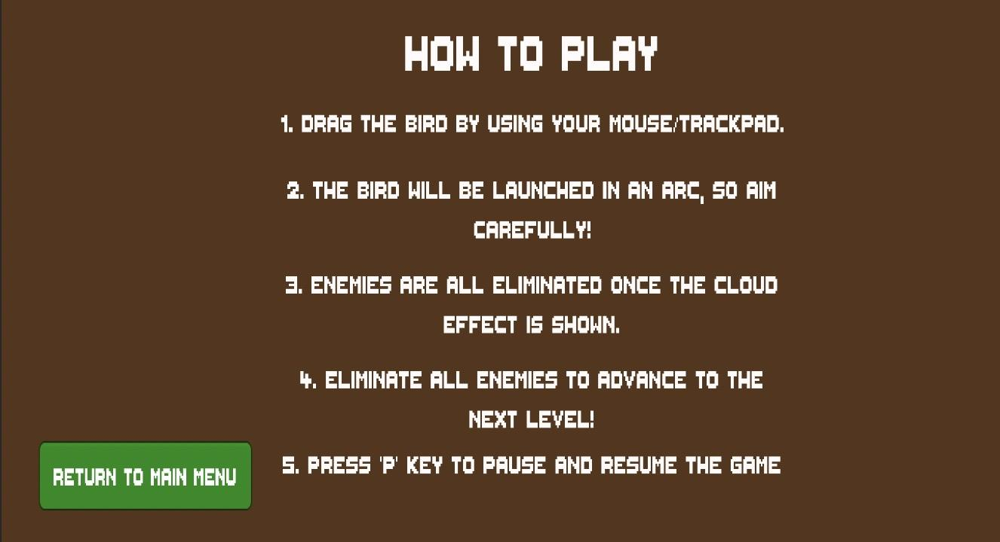 HOW TO PLAY
1. DRAG THE BIRD BY USING YOUR MOUSE/TRACKPAD.
2. THE BIRD WILL BE LAUNCHED IN AN ARC, SO AIM
CAREFULLY!
3. ENEMIES ARE ALL ELIMINATED ONCE THE CLOUD
EFFECT IS SHOWN.
4. ELIMINATE ALL ENEMIES TO ADVANCE TO THE
NEXT LEVEL!
5. PRESS 'P' KEY TO PAUSE AND RESUME THE GAME
RETURN TO MAIN MENU